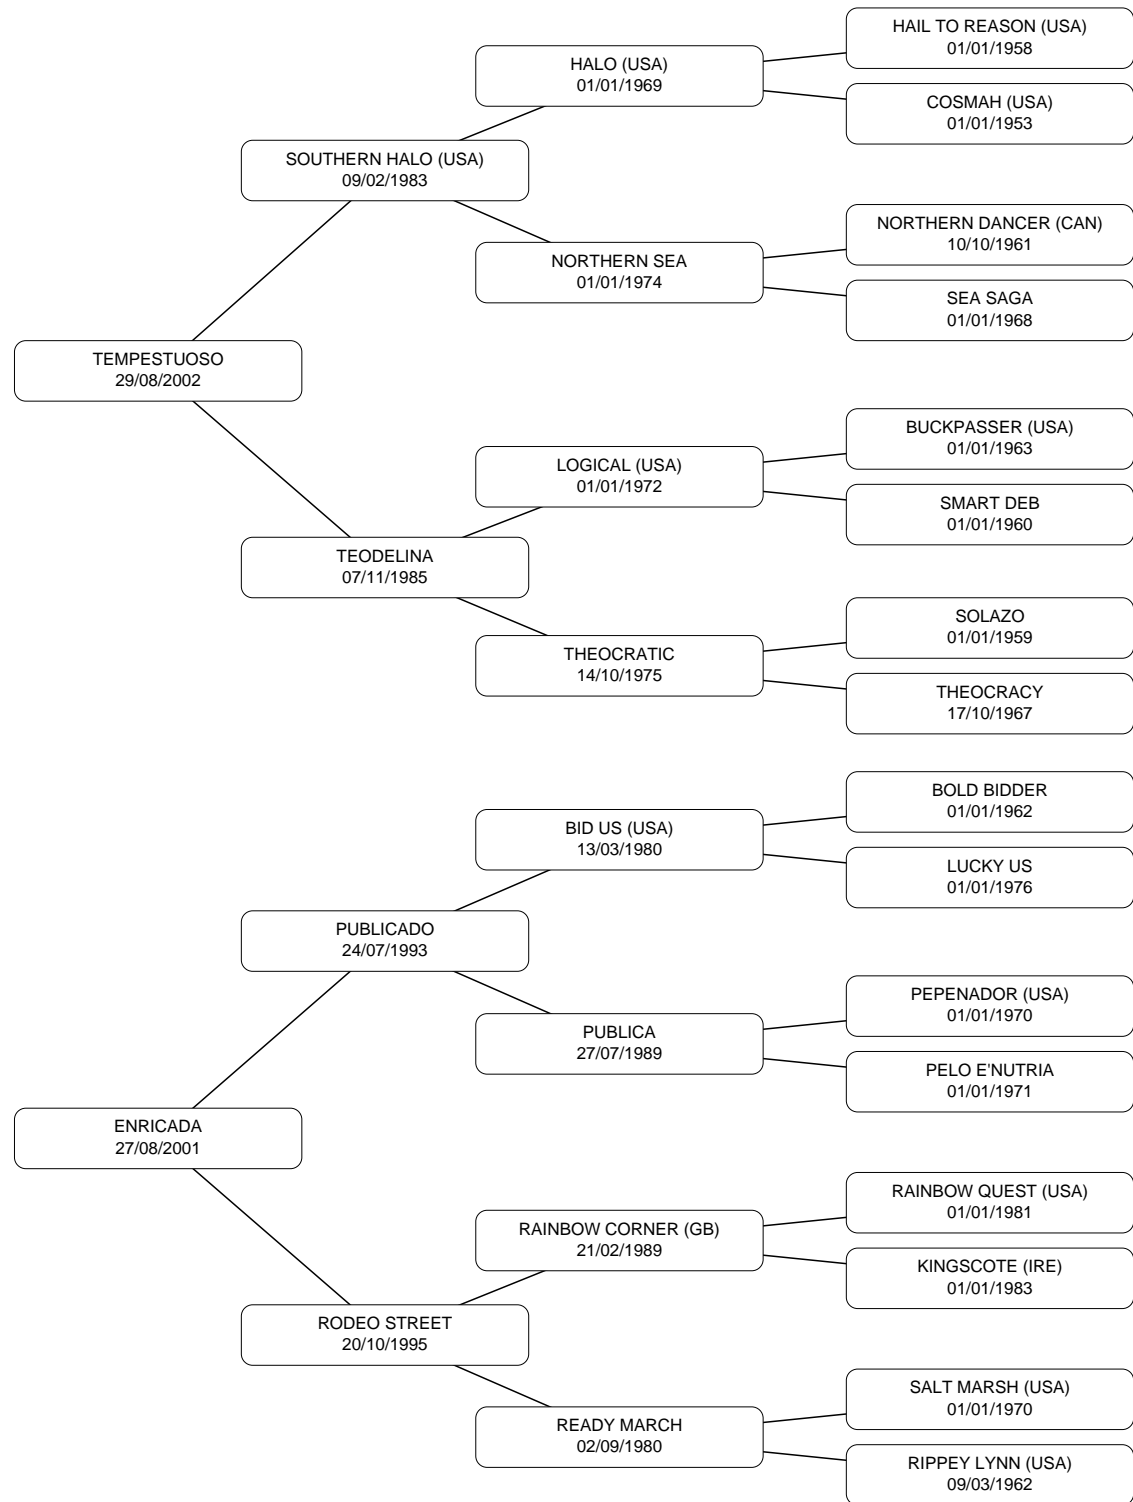 HAIL TO REASON (USA)
01/01/1958
HALO (USA)
01/01/1969
COSMAH (USA)
01/01/1953
SOUTHERN HALO (USA)
09/02/1983
NORTHERN DANCER (CAN)
10/10/1961
NORTHERN SEA
01/01/1974
SEA SAGA
01/01/1968
TEMPESTUOSO
29/08/2002
BUCKPASSER (USA)
01/01/1963
LOGICAL (USA)
01/01/1972
SMART DEB
01/01/1960
TEODELINA
07/11/1985
SOLAZO
01/01/1959
THEOCRATIC
14/10/1975
THEOCRACY
17/10/1967
BOLD BIDDER
01/01/1962
BID US (USA)
13/03/1980
LUCKY US
01/01/1976
PUBLICADO
24/07/1993
PEPENADOR (USA)
01/01/1970
PUBLICA
27/07/1989
PELO E'NUTRIA
01/01/1971
ENRICADA
27/08/2001
RAINBOW QUEST (USA)
01/01/1981
RAINBOW CORNER (GB)
21/02/1989
KINGSCOTE (IRE)
01/01/1983
RODEO STREET
20/10/1995
SALT MARSH (USA)
01/01/1970
READY MARCH
02/09/1980
RIPPEY LYNN (USA)
09/03/1962